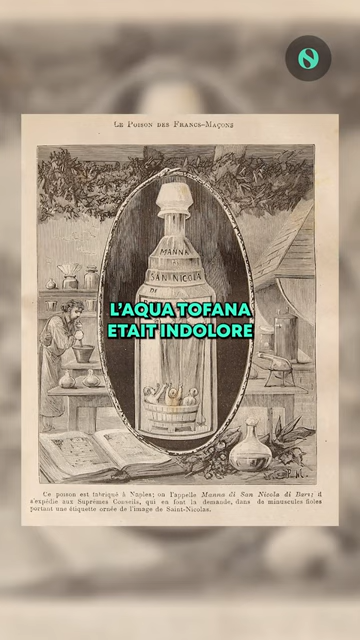 Le Poison des Francs-Maçons
MANNA
DI
SAN NICOLA
DI
L'AQUA TOFANA
ETAIT INDOLORE
Ce poison est fabriqué à Naples; on l'appelle Manna di San Nicola di Bari; il
s'expédie aux Suprêmes Conseils, qui en font la demande, dans de minuscules fioles
portant une étiquette ornée de l'image de Saint-Nicolas.